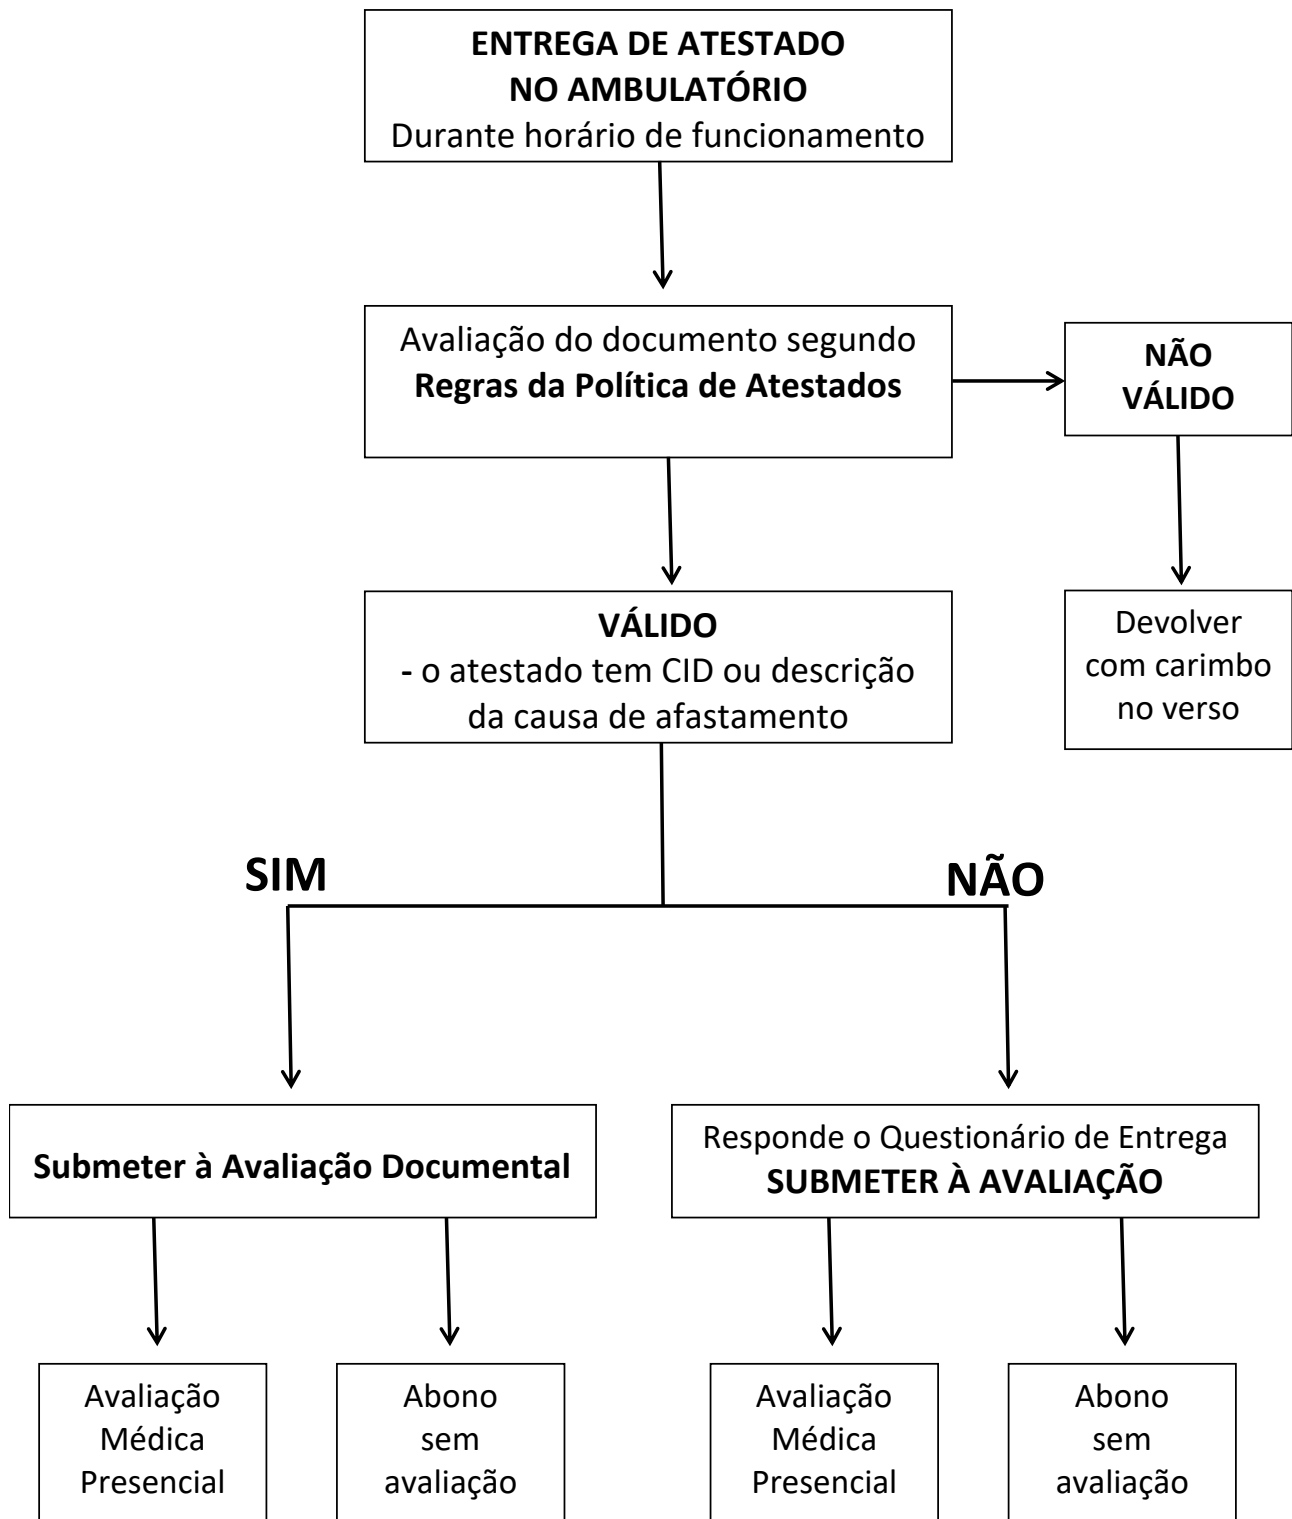 ENTREGA DE ATESTADO
NO AMBULATÓRIO
Durante horário de funcionamento
Avaliação do documento segundo
Regras da Política de Atestados
NÃO
VÁLIDO
VÁLIDO
- o atestado tem CID ou descrição
da causa de afastamento
Devolver
com carimbo
no verso
SIM
NÃO
Submeter à Avaliação Documental
Responde o Questionário de Entrega
SUBMETER À AVALIAÇÃO
Avaliação
Médica
Presencial
Abono
sem
avaliação
Avaliação
Médica
Presencial
Abono
sem
avaliação